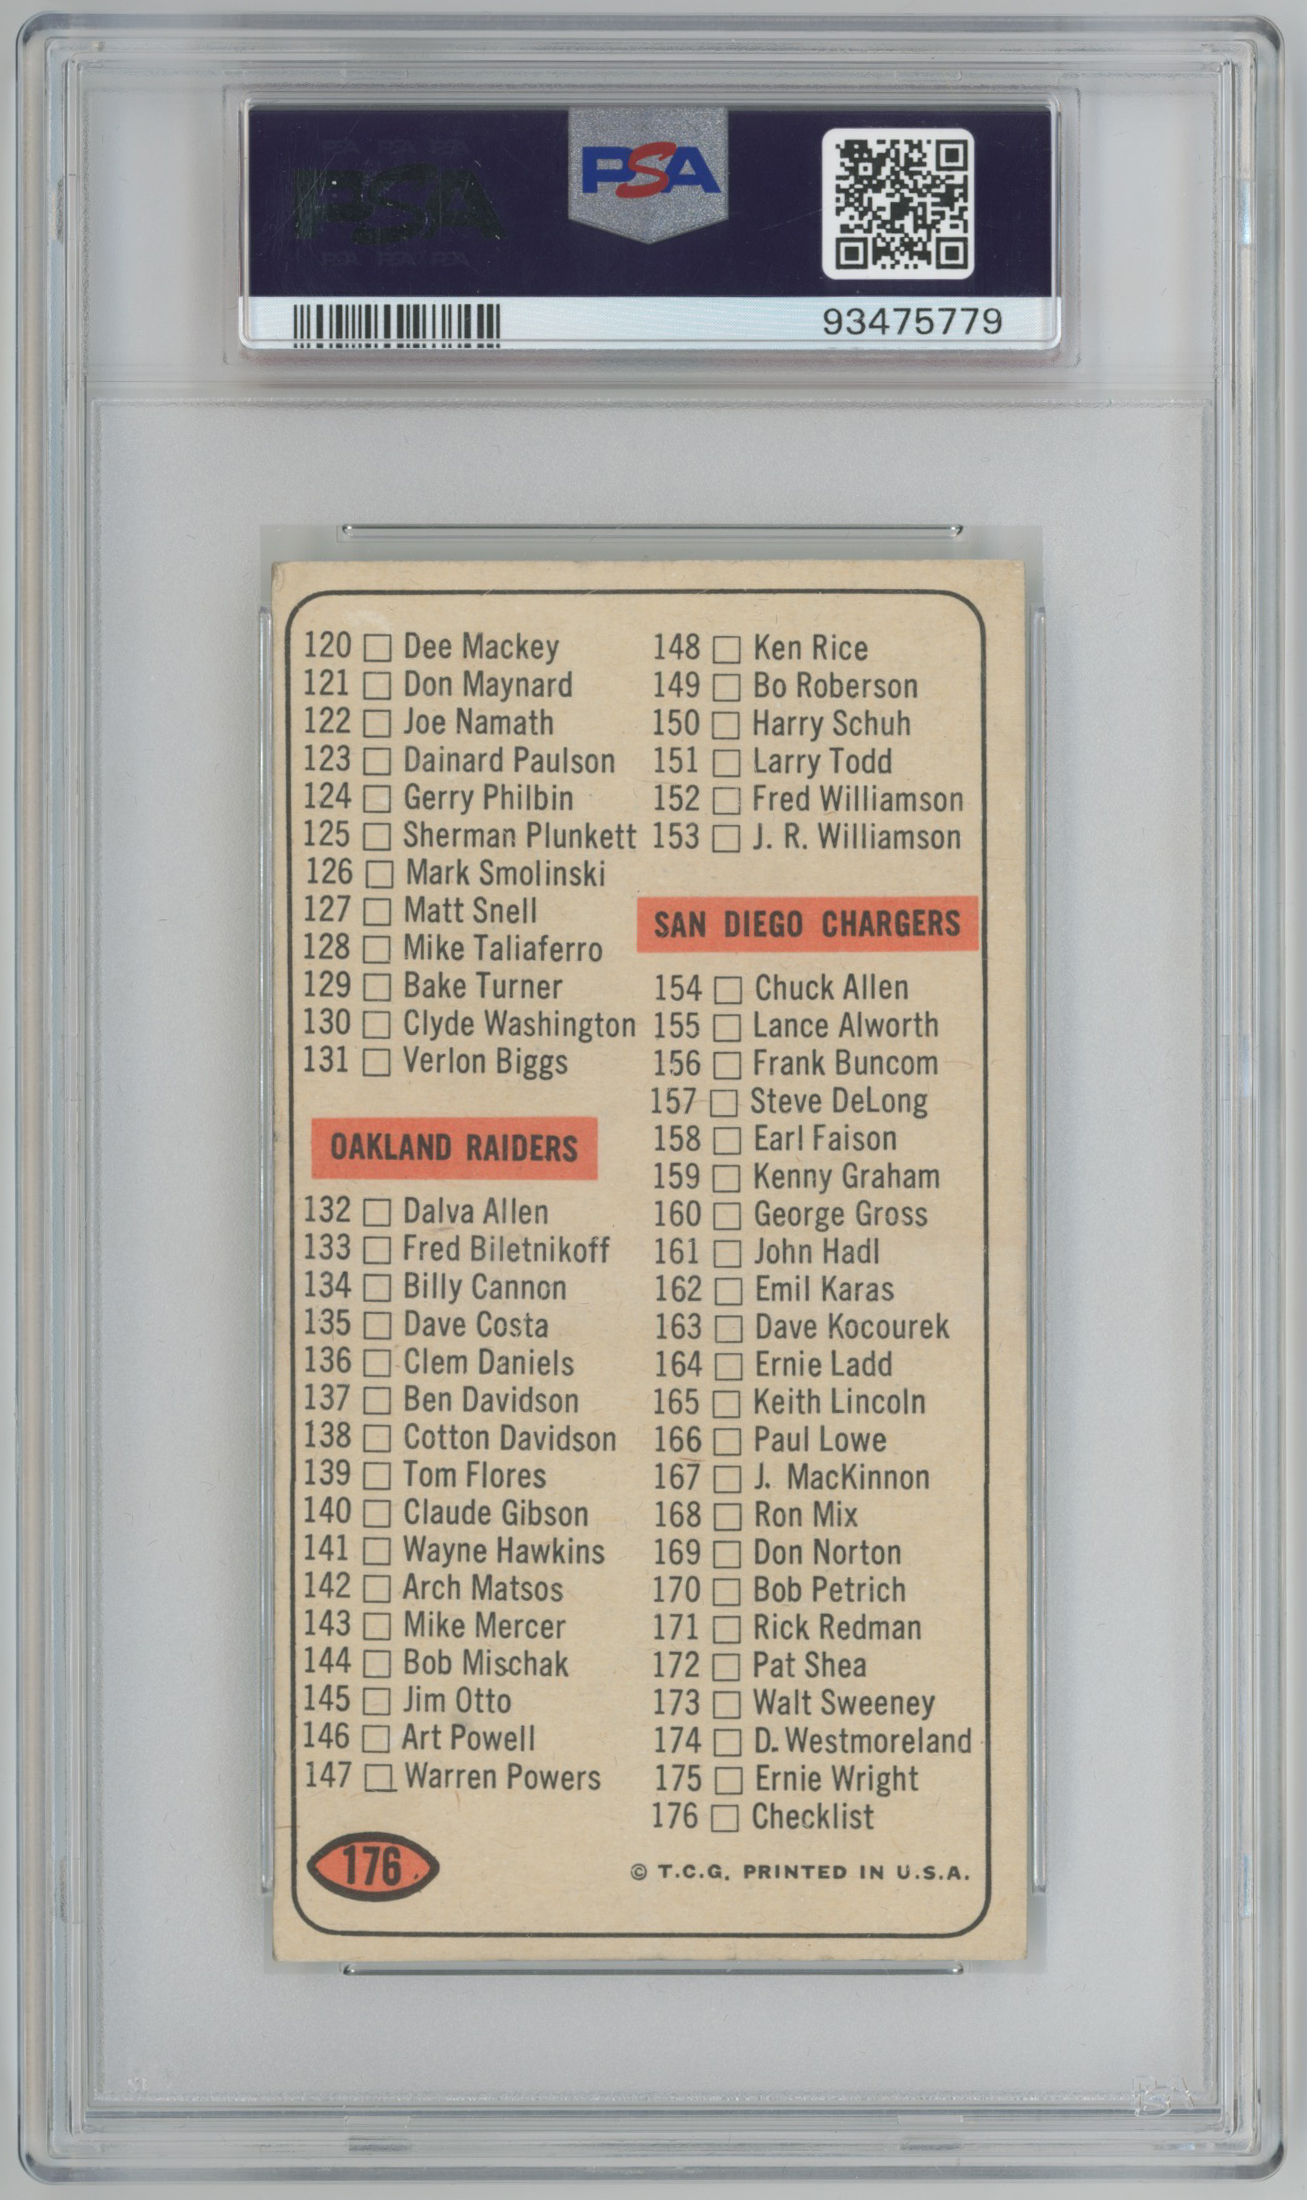 PSA PSA PSA
PSA
PSA PSA PSA
PSA
93475779
120 Dee Mackey
121 Don Maynard
122 Joe Namath
123 Dainard Paulson
124 Gerry Philbin
125 Sherman Plunkett
126 Mark Smolinski
127 Matt Snell
128 Mike Taliaferro
129 Bake Turner
130 Clyde Washington
131 Verlon Biggs
OAKLAND RAIDERS
132 Dalva Allen
133 Fred Biletnikoff
134 Billy Cannon
135 Dave Costa
136 Clem Daniels
137 Ben Davidson
138 Cotton Davidson
139 Tom Flores
140 Claude Gibson
141 Wayne Hawkins
142 Arch Matsos
143 Mike Mercer
144 Bob Mischak
145 Jim Otto
146 Art Powell
147 Warren Powers
176
148 Ken Rice
149 Bo Roberson
150 Harry Schuh
151 Larry Todd
152 Fred Williamson
153 J. R. Williamson
SAN DIEGO CHARGERS
154 Chuck Allen
155 Lance Alworth
156 Frank Buncom
157 Steve DeLong
158 Earl Faison
159 Kenny Graham
160 George Gross
161 John Hadl
162 Emil Karas
163 Dave Kocourek
164 Ernie Ladd
165 Keith Lincoln
166 Paul Lowe
167 J. MacKinnon
168 Ron Mix
169 Don Norton
170 Bob Petrich
171 Rick Redman
172 Pat Shea
173 Walt Sweeney
174 D. Westmoreland
175 Ernie Wright
176 Checklist
© T.C.G. PRINTED IN U.S.A.
PSA